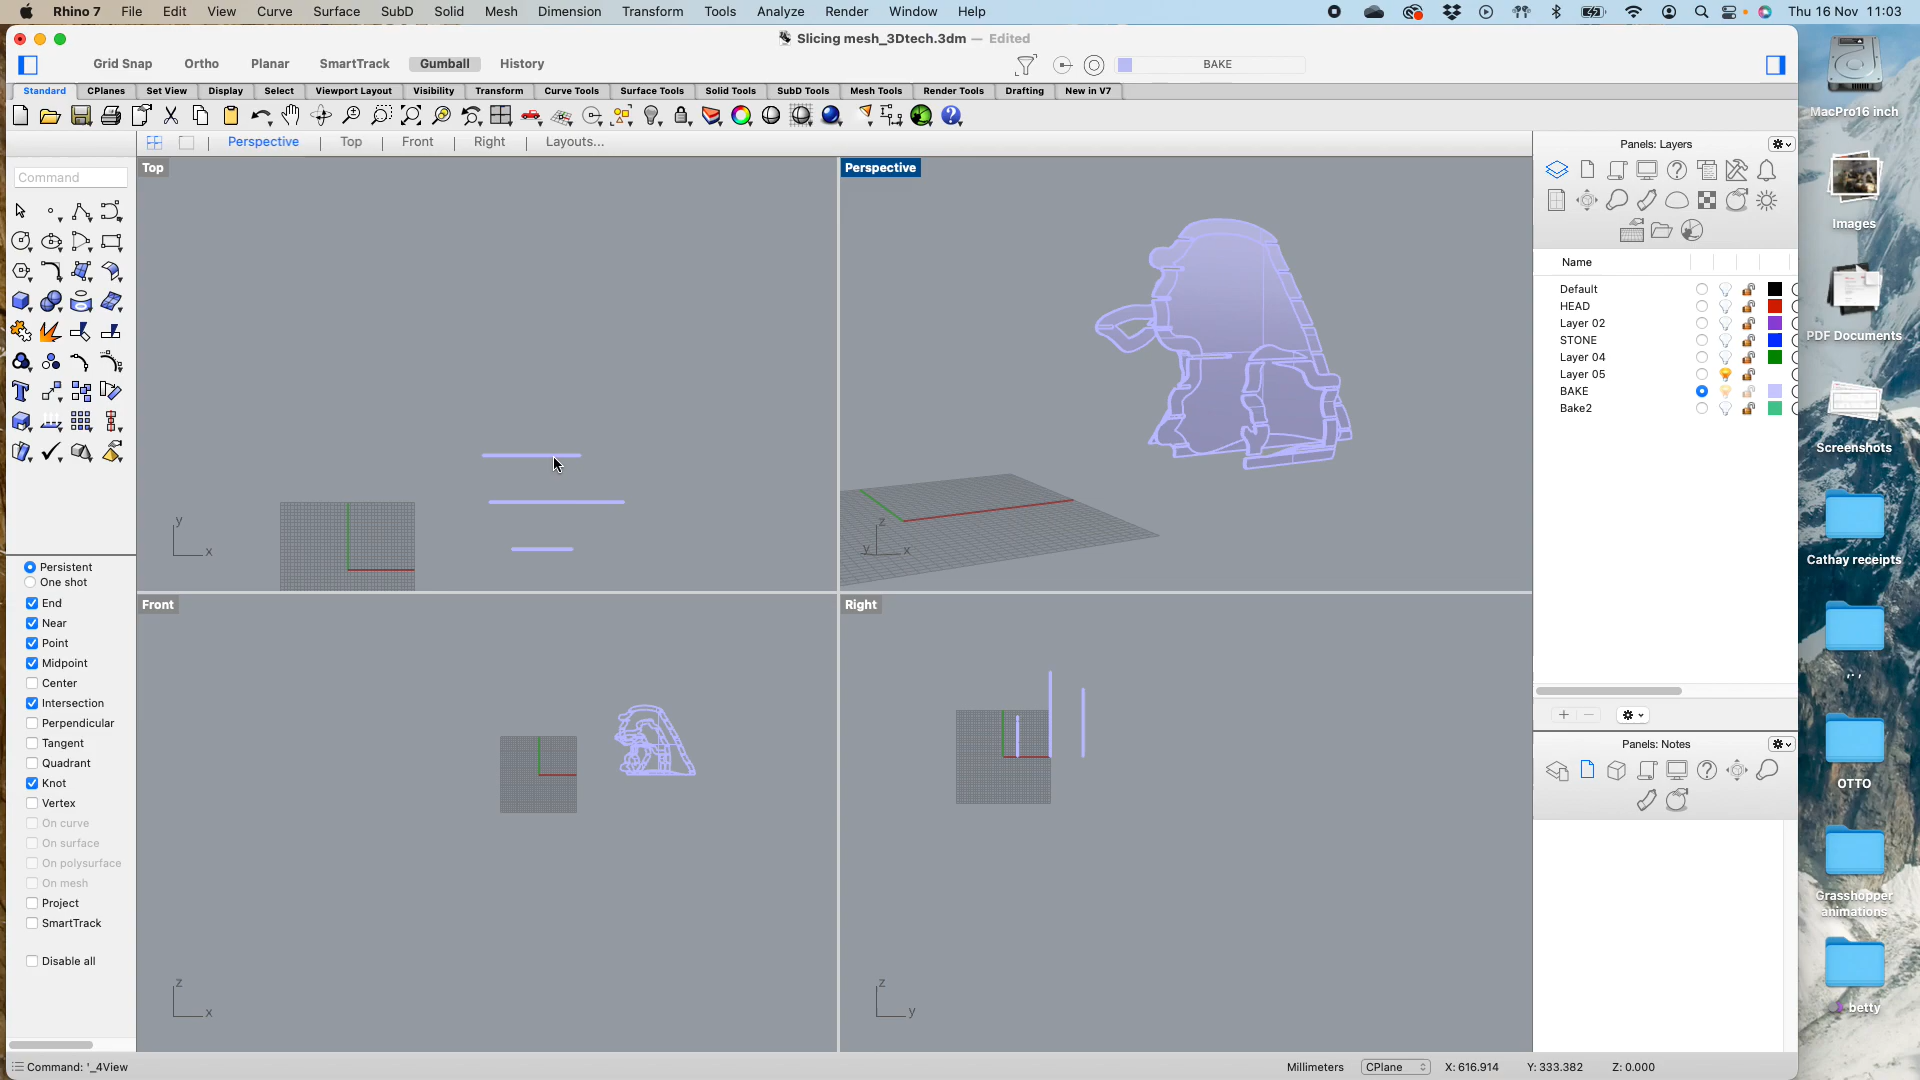 Rhino 7 File Edit View Curve Surface SubD Solid Mesh Dimension Transform Tools Analyze Render Window Help Thu 16 Nov 11:03
Slicing mesh_3Dtech.3dm — Edited
Grid Snap Ortho Planar SmartTrack Gumball History BAKE
Standard CPlanes Set View Display Select Viewport Layout Visibility Transform Curve Tools Surface Tools Solid Tools SubD Tools Mesh Tools Render Tools Drafting New in V7
Perspective | Top | Front | Right | Layouts...
Command
Top
y
x
Perspective
z
y
x
Front
z
x
Right
z
y
Persistent
One shot
End
Near
Point
Midpoint
Center
Intersection
Perpendicular
Tangent
Quadrant
Knot
Vertex
On curve
On surface
On polysurface
On mesh
Project
SmartTrack
Disable all
Panels: Layers
Name
Default
HEAD
Layer 02
STONE
Layer 04
Layer 05
BAKE
Bake2
Panels: Notes
MacPro16 inch
Images
PDF Documents
Screenshots
Cathay receipts
OTTO
Grasshopper
animations
betty
Command: '_4View
Millimeters CPlane X: 616.914 Y: 333.382 Z: 0.000